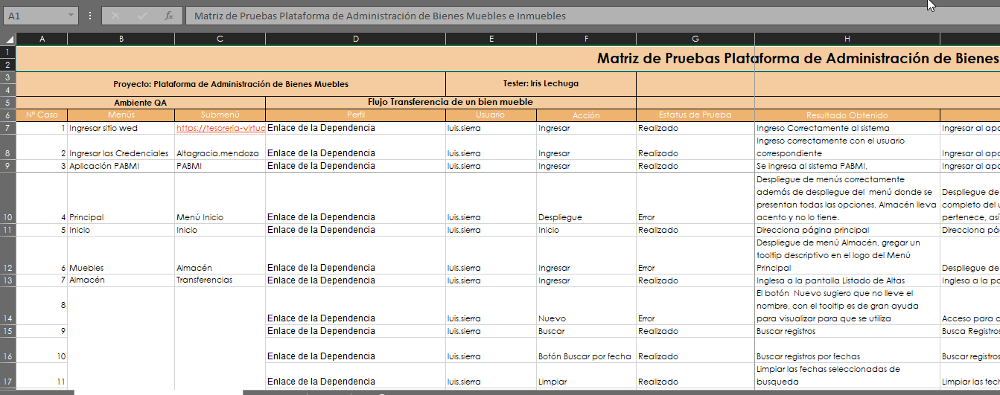 A1 fx Matriz de Pruebas Plataforma de Administración de Bienes Muebles e Inmuebles
A B C D E F G H
1
2 Matriz de Pruebas Plataforma de Administración de Bienes
3
4 Proyecto: Plataforma de Administración de Bienes Muebles Tester: Iris Lechuga
5 Ambiente QA Flujo Transferencia de un bien mueble
6 Nº Caso Menús Submenú Perfil Usuario Acción Estatus de Prueba Resultado Obtenido
7 1 Ingresar sitio wed https://tesoreria-virtuc Enlace de la Dependencia luis.sierra Ingresar Realizado Ingreso Correctamente al sistema Ingresar al apo
Ingreso correctamente con el usuario
8 2 Ingresar las Credenciales Altagracia.mendoza Enlace de la Dependencia luis.sierra Ingresar Realizado correspondiente Ingresar al apo
9 3 Aplicación PABMI PABMI Enlace de la Dependencia luis.sierra Ingresar Realizado Se ingresa al sistema PABMI, Ingresar al apo
Despliegue de menús correctamente
además de despliegue del menú donde se Despliegue de
presentan todas las opciones, Almacén lleva completo del u
10 4 Principal Menú Inicio Enlace de la Dependencia luis.sierra Despliegue Error acento y no lo tiene. pertenece, así
11 5 Inicio Inicio Enlace de la Dependencia luis.sierra Inicio Realizado Direcciona página principal Direcciona pá
Despliegue de menú Almacén, gregar un
tooltip descriptivo en el logo del Menú
12 6 Muebles Almacén Enlace de la Dependencia luis.sierra Ingresar Error Principal Despliegue de
13 7 Almacén Transferencias Enlace de la Dependencia luis.sierra Ingresar Realizado Inglesa a la pantalla Listado de Altas Inglesa a la pa
El botón Nuevo sugiero que no lleve el
8 nombre, con el tooltip es de gran ayuda
14 Enlace de la Dependencia luis.sierra Nuevo Error para visualizar para que se utiliza Acceso para c
15 9 Enlace de la Dependencia luis.sierra Buscar Realizado Buscar registros Busca Registros
16 10 Enlace de la Dependencia luis.sierra Botón Buscar por fecha Realizado Buscar registros por fechas Buscar registros
Limpiar las fechas seleccionadas de
17 11 Enlace de la Dependencia luis.sierra Limpiar Realizado busqueda Limpiar las fech